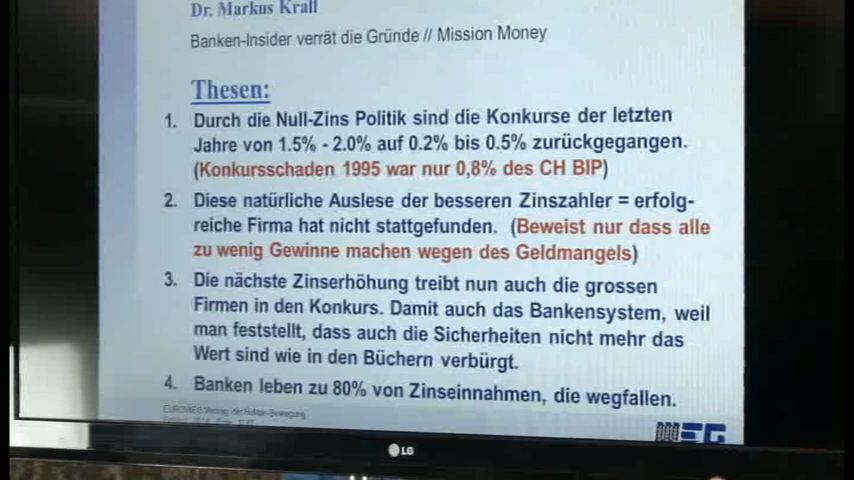 Dr. Markus Krall
Banken-Insider verrät die Gründe // Mission Money
Thesen:
1. Durch die Null-Zins Politik sind die Konkurse der letzten
Jahre von 1.5% - 2.0% auf 0.2% bis 0.5% zurückgegangen.
(Konkursschaden 1995 war nur 0,8% des CH BIP)
2. Diese natürliche Auslese der besseren Zinszahler = erfolg-
reiche Firma hat nicht stattgefunden. (Beweist nur dass alle
zu wenig Gewinne machen wegen des Geldmangels)
3. Die nächste Zinserhöhung treibt nun auch die grossen
Firmen in den Konkurs. Damit auch das Bankensystem, weil
man feststellt, dass auch die Sicherheiten nicht mehr das
Wert sind wie in den Büchern verbürgt.
4. Banken leben zu 80% von Zinseinnahmen, die wegfallen.
EUROWEG Vortrag der
WEG
LG